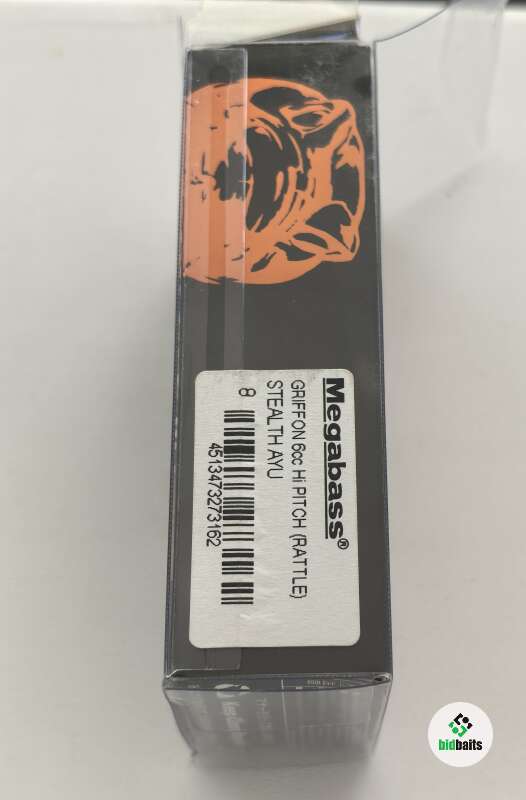 Megabass®
GRIFFON 6cc Hi PITCH (RATTLE)
STEALTH AYU
8
4513473273162
bidbaits